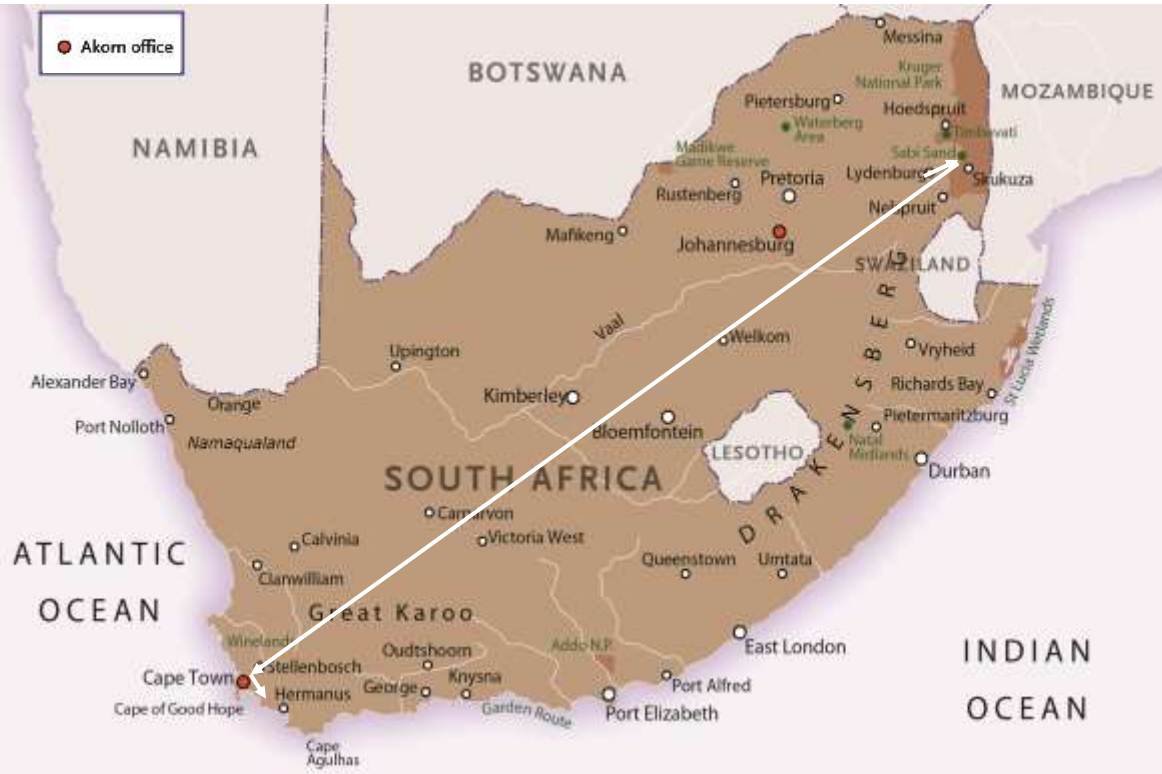 Akorn office
Messina
BOTSWANA
Kruger
National Park
MOZAMBIQUE
Pietersburg
Hoedspruit
Waterberg
Area
Timbavati
NAMIBIA
Madikwe
Game Reserve
Sabi Sand
Lydenburg
Pretoria
Skukuza
Rustenberg
Nelspruit
Mafikeng
Johannesburg
SWAZILAND
Vaal
Welkom
Upington
Vryheid
St Lucia Wetlands
Alexander Bay
Richards Bay
Orange
Kimberley
Port Nolloth
Pietermaritzburg
Namaqualand
Bloemfontein
Natal
Midlands
LESOTHO
DRAKENSBERG
Durban
SOUTH AFRICA
Carnarvon
Calvinia
Victoria West
ATLANTIC
OCEAN
Clanwilliam
Queenstown
Umtata
Great Karoo
Winelands
Oudtshoorn
Addo N.P.
East London
INDIAN
OCEAN
Stellenbosch
Cape Town
Hermanus
George
Knysna
Port Alfred
Cape of Good Hope
Garden Route
Port Elizabeth
Cape
Agulhas